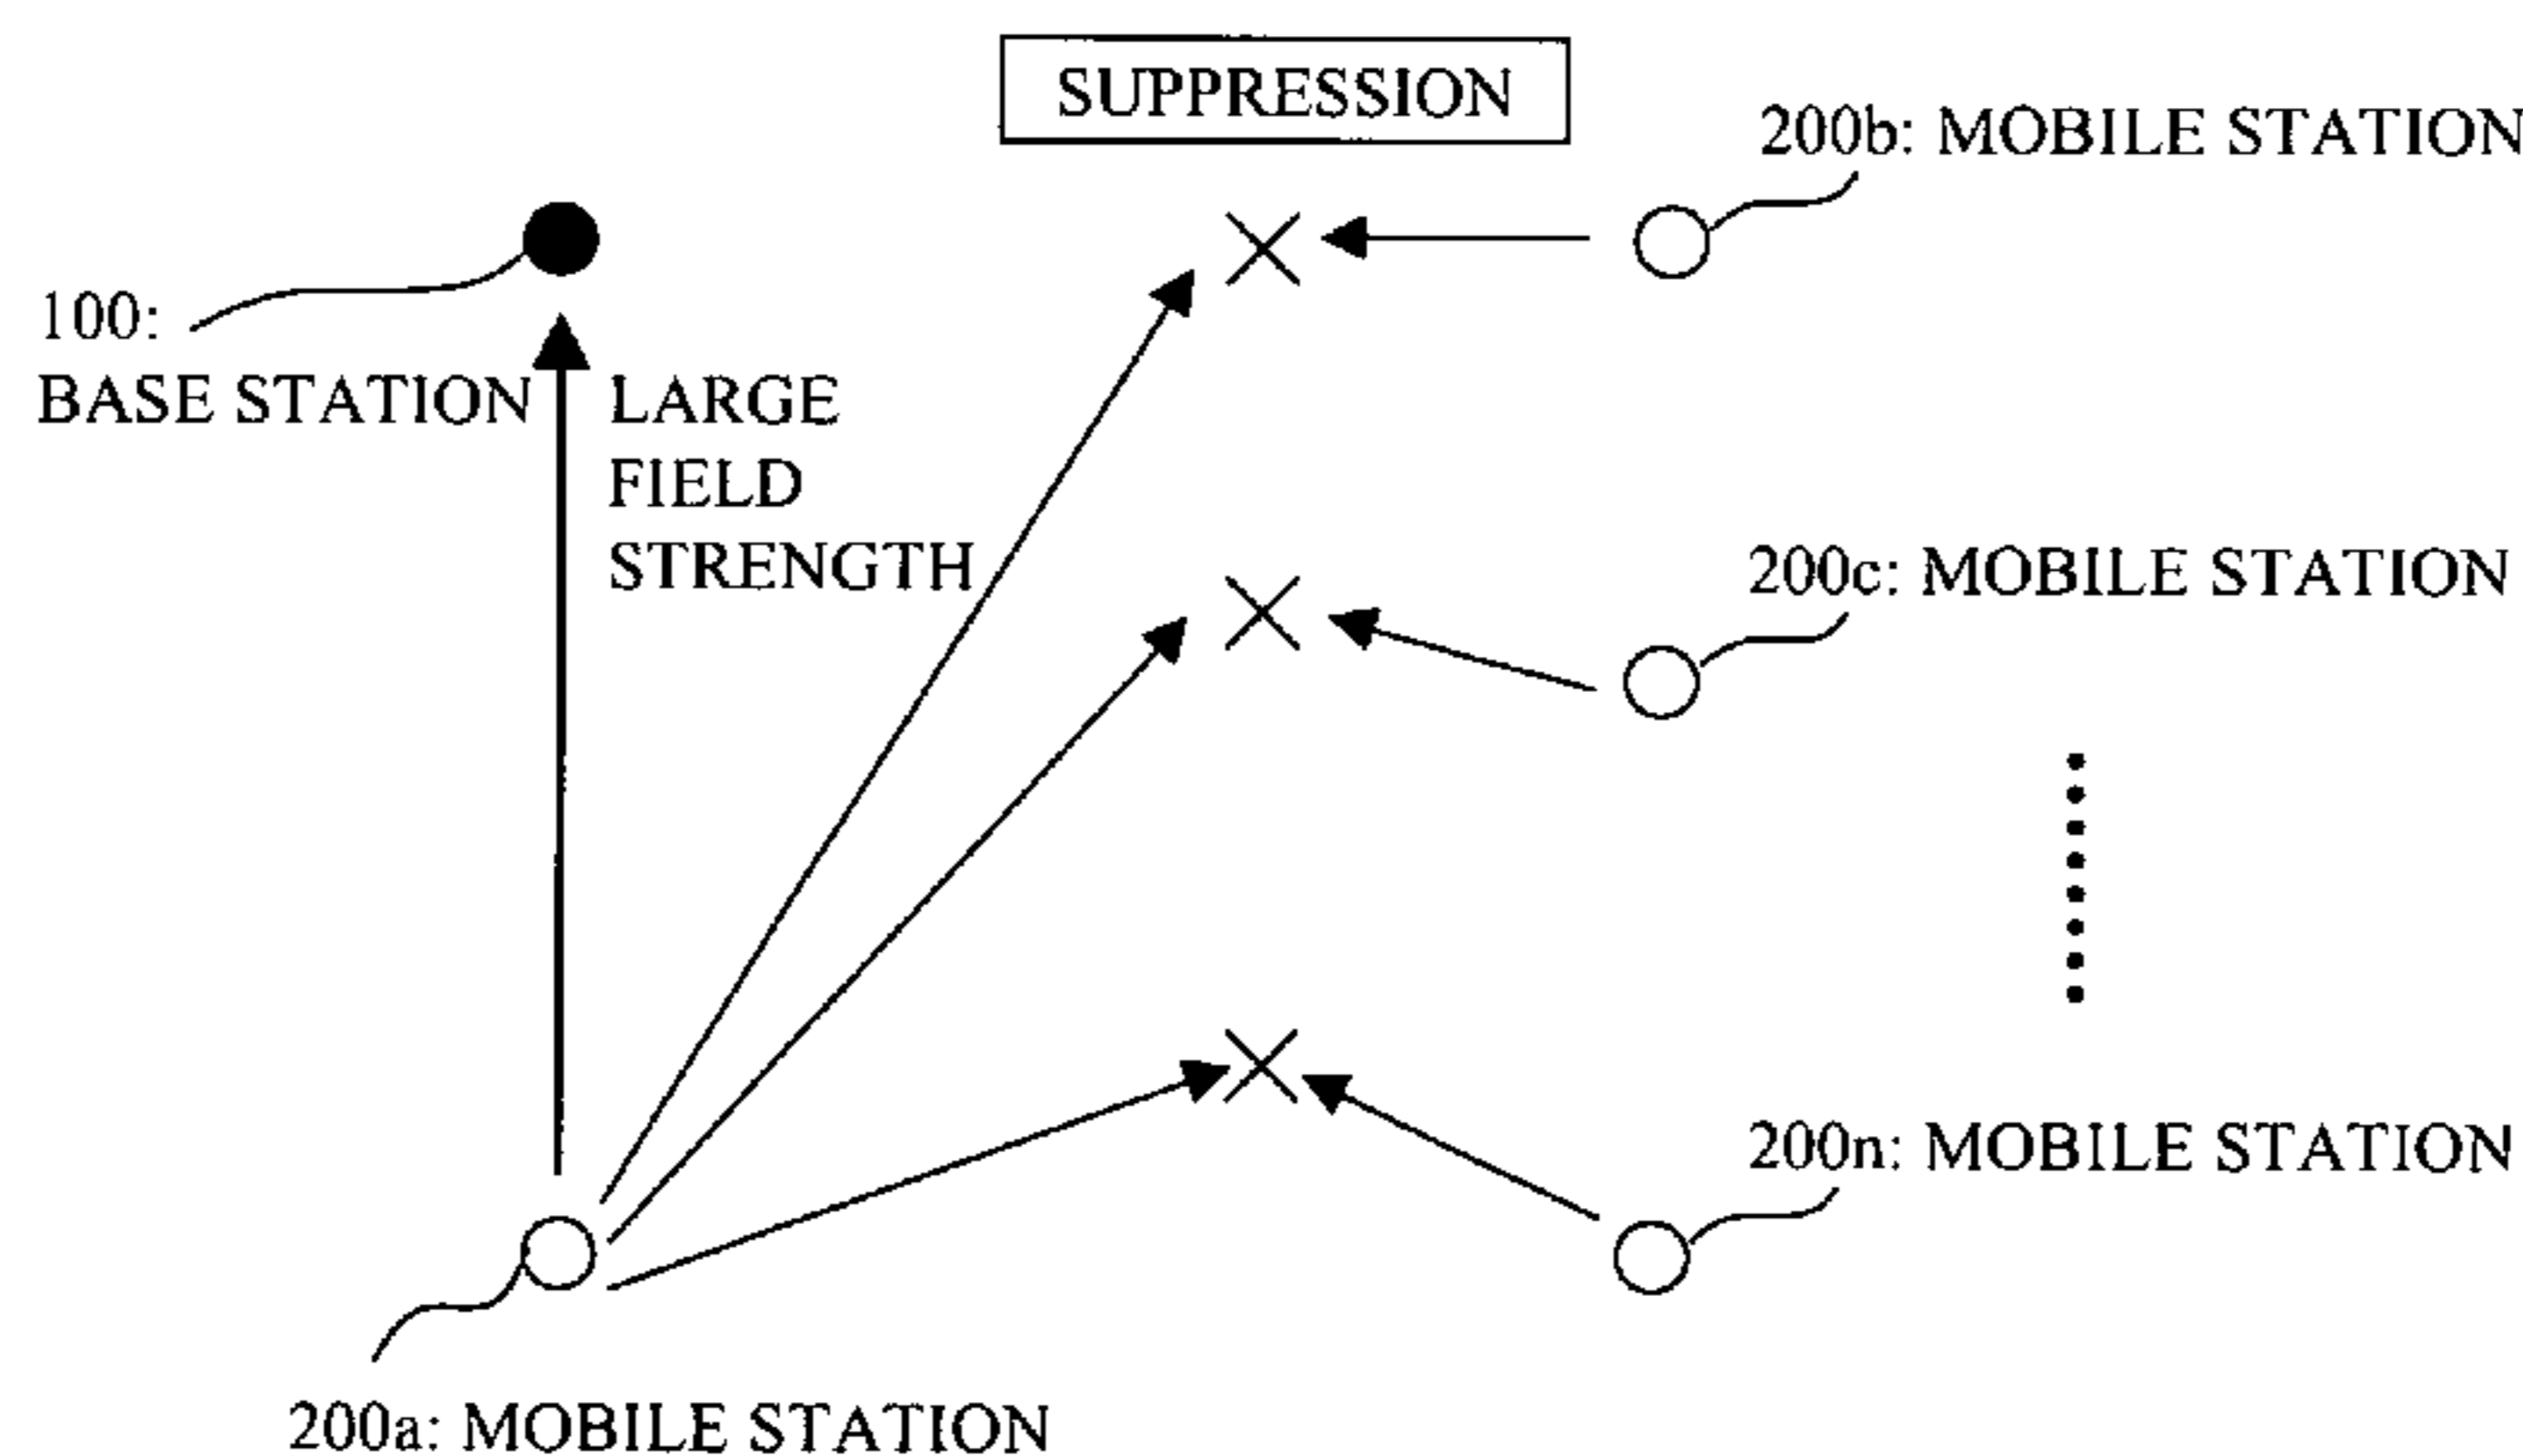 SUPPRESSION
200b: MOBILE STATION
100:
BASE STATION
LARGE
FIELD
STRENGTH
200c: MOBILE STATION
200n: MOBILE STATION
200a: MOBILE STATION